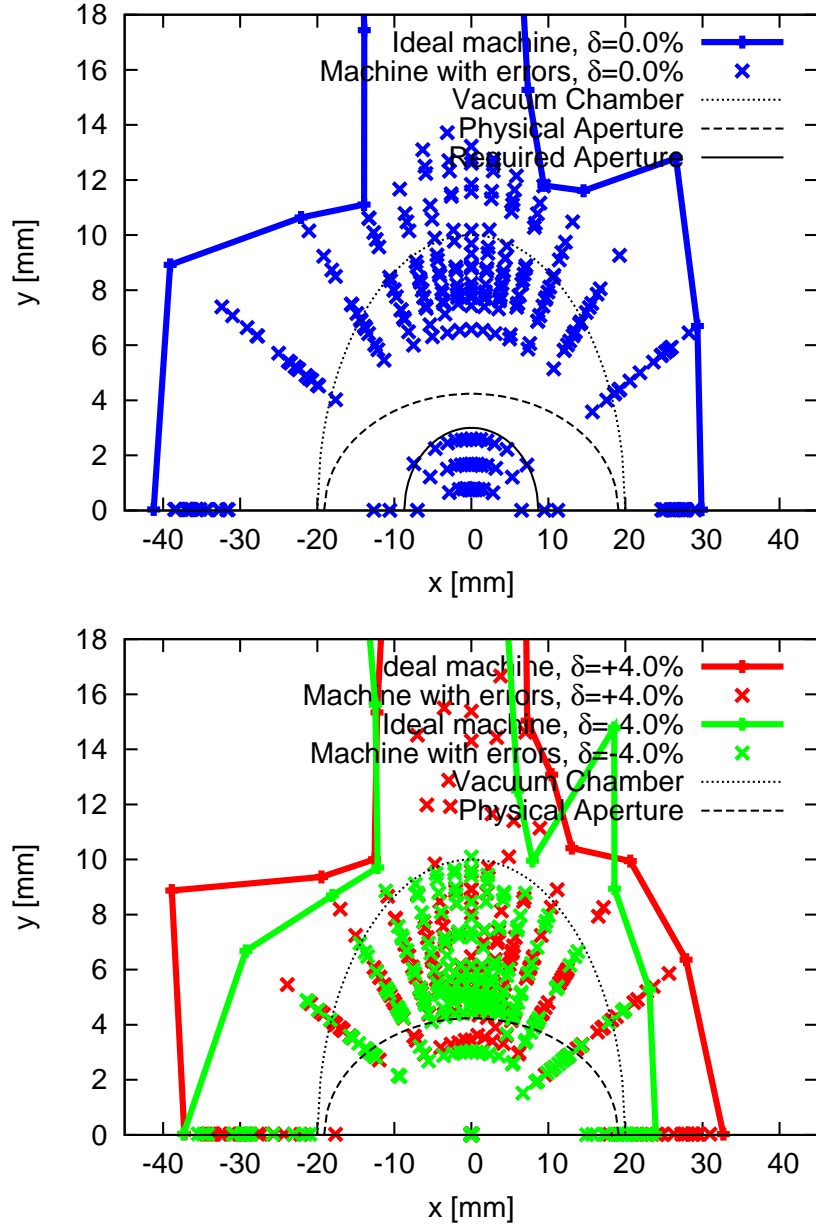 18
16
14
12
10
8
6
4
2
0
y [mm]
Ideal machine, δ=0.0%
Machine with errors, δ=0.0%
Vacuum Chamber
Physical Aperture
Required Aperture
-40 -30 -20 -10 0 10 20 30 40
x [mm]
18
16
14
12
10
8
6
4
2
0
y [mm]
Ideal machine, δ=+4.0%
Machine with errors, δ=+4.0%
Ideal machine, δ=-4.0%
Machine with errors, δ=-4.0%
Vacuum Chamber
Physical Aperture
-40 -30 -20 -10 0 10 20 30 40
x [mm]